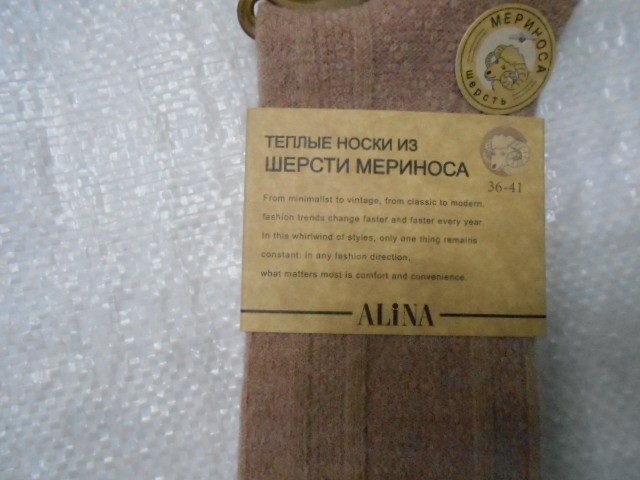 МЕРИНОСА
шерсть
ТЕПЛЫЕ НОСКИ ИЗ
ШЕРСТИ МЕРИНОСА
36-41
From minimalist to vintage, from classic to modern,
fashion trends change faster and faster every year.
In this whirlwind of styles, only one thing remains
constant: in any fashion direction,
what matters most is comfort and convenience.
ALiNA